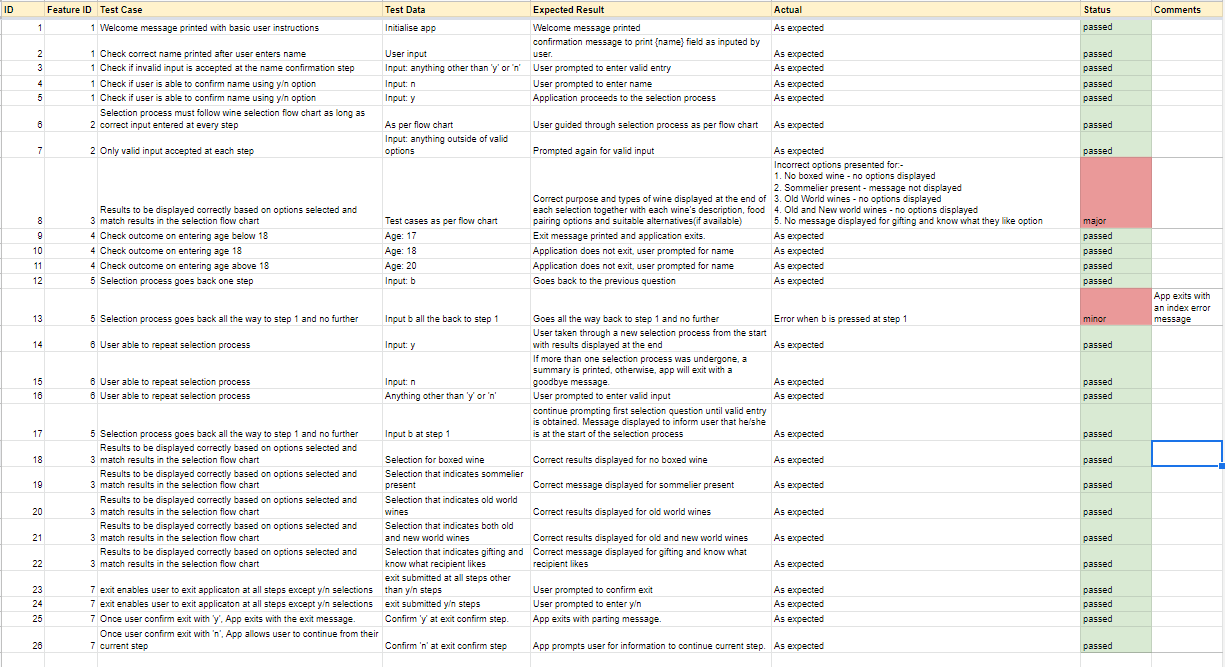 ID Feature ID Test Case Test Data Expected Result Actual Status Comments
1 1 Welcome message printed with basic user instructions Initialise app Welcome message printed As expected passed
confirmation message to print {name} field as inputed by
2 1 Check correct name printed after user enters name User input user. As expected passed
3 1 Check if invalid input is accepted at the name confirmation step Input: anything other than 'y' or 'n' User prompted to enter valid entry As expected passed
4 1 Check if user is able to confirm name using y/n option Input: n User prompted to enter name As expected passed
5 1 Check if user is able to confirm name using y/n option Input: y Application proceeds to the selection process As expected passed
Selection process must follow wine selection flow chart as long as
6 2 correct input entered at every step As per flow chart User guided through selection process as per flow chart As expected passed
Input: anything outside of valid
7 2 Only valid input accepted at each step options Prompted again for valid input As expected passed
Incorrect options presented for:-
1. No boxed wine - no options displayed
2. Sommelier present - message not displayed
Correct purpose and types of wine displayed at the end of 3. Old World wines - no options displayed
Results to be displayed correctly based on options selected and each selection together with each wine's description, food 4. Old and New world wines - no options displayed
8 3 match results in the selection flow chart Test cases as per flow chart pairing options and suitable alternatives(if available) 5. No message displayed for gifting and know what they like option major
9 4 Check outcome on entering age below 18 Age: 17 Exit message printed and application exits. As expected passed
10 4 Check outcome on entering age 18 Age: 18 Application does not exit, user prompted for name As expected passed
11 4 Check outcome on entering age above 18 Age: 20 Application does not exit, user prompted for name As expected passed
12 5 Selection process goes back one step Input: b Goes back to the previous question As expected passed
App exits with
an index error
13 5 Selection process goes back all the way to step 1 and no further Input b all the back to step 1 Goes all the way back to step 1 and no further Error when b is pressed at step 1 minor message
User taken through a new selection process from the start
14 6 User able to repeat selection process Input: y with results displayed at the end As expected passed
If more than one selection process was undergone, a
summary is printed, otherwise, app will exit with a
15 6 User able to repeat selection process Input: n goodbye message. As expected passed
16 6 User able to repeat selection process Anything other than 'y' or 'n' User prompted to enter valid input As expected passed
continue prompting first selection question until valid entry
is obtained. Message displayed to inform user that he/she
17 5 Selection process goes back all the way to step 1 and no further Input b at step 1 is at the start of the selection process As expected passed
Results to be displayed correctly based on options selected and
18 3 match results in the selection flow chart Selection for boxed wine Correct results displayed for no boxed wine As expected passed
Results to be displayed correctly based on options selected and Selection that indicates sommelier
19 3 match results in the selection flow chart present Correct message displayed for sommelier present As expected passed
Results to be displayed correctly based on options selected and Selection that indicates old world
20 3 match results in the selection flow chart wines Correct results displayed for old world wines As expected passed
Results to be displayed correctly based on options selected and Selection that indicates both old
21 3 match results in the selection flow chart and new world wines Correct results displayed for old and new world wines As expected passed
Results to be displayed correctly based on options selected and Selection that indicates gifting and Correct message displayed for gifting and know what
22 3 match results in the selection flow chart know what recipient likes recipient likes As expected passed
exit submitted at all steps other
23 7 exit enables user to exit applicaton at all steps except y/n selections than y/n steps User prompted to confirm exit As expected passed
24 7 exit enables user to exit applicaton at all steps except y/n selections exit submitted y/n steps User prompted to enter y/n As expected passed
25 7 Once user confirm exit with 'y', App exits with the exit message. Confirm 'y' at exit confirm step. App exits with parting message. As expected passed
Once user confirm exit with 'n', App allows user to continue from their
26 7 current step Confirm 'n' at exit confirm step App prompts user for information to continue current step. As expected passed